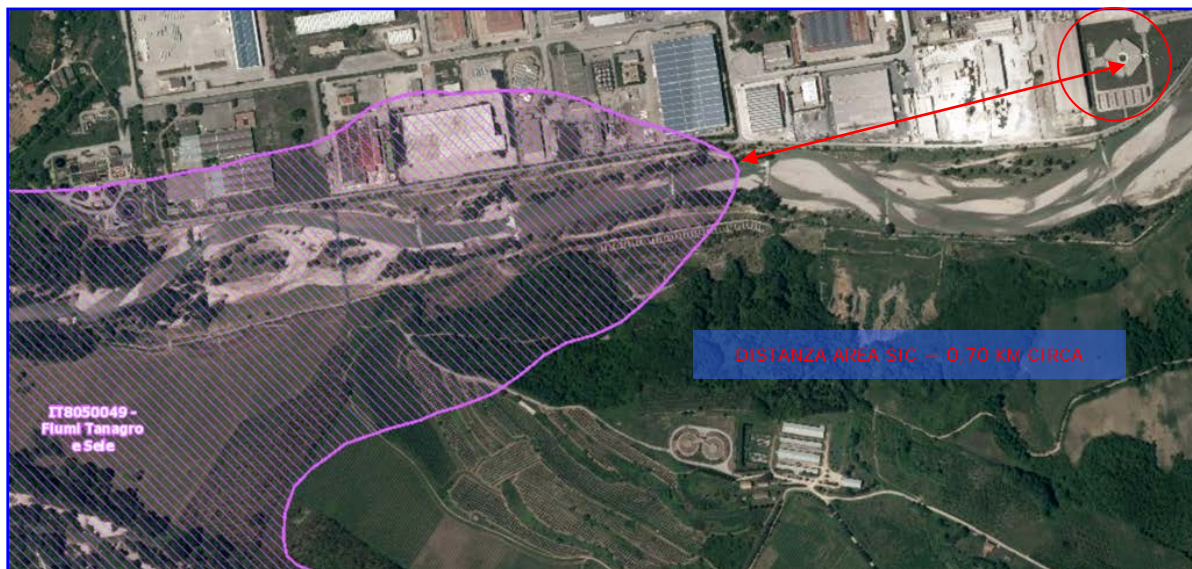 DISTANZA AREA SIC - 0,70 KM CIRCA
IT8050049 -
Fiumi Tanagro
e Sele